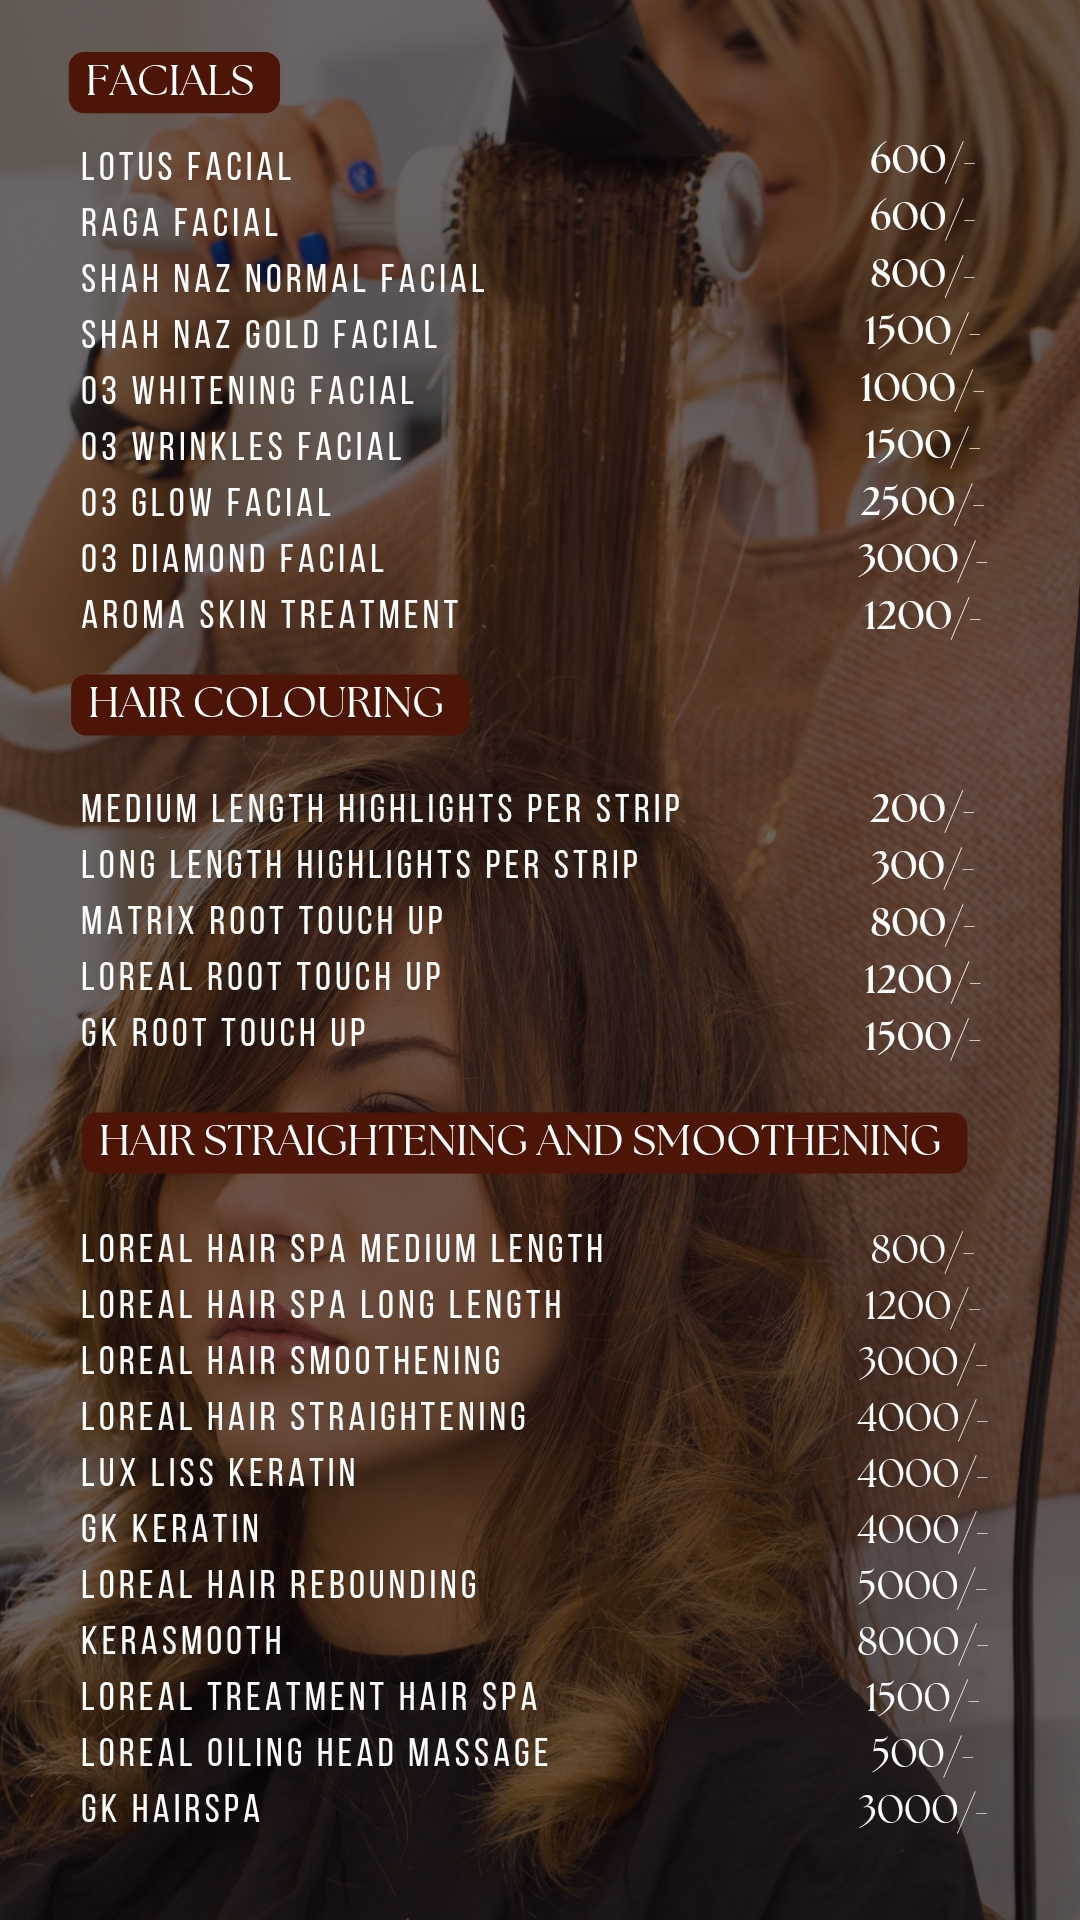 FACIALS
LOTUS FACIAL 600/-
RAGA FACIAL 600/-
SHAH NAZ NORMAL FACIAL 800/-
SHAH NAZ GOLD FACIAL 1500/-
O3 WHITENING FACIAL 1000/-
O3 WRINKLES FACIAL 1500/-
O3 GLOW FACIAL 2500/-
O3 DIAMOND FACIAL 3000/-
AROMA SKIN TREATMENT 1200/-
HAIR COLOURING
MEDIUM LENGTH HIGHLIGHTS PER STRIP 200/-
LONG LENGTH HIGHLIGHTS PER STRIP 300/-
MATRIX ROOT TOUCH UP 800/-
LOREAL ROOT TOUCH UP 1200/-
GK ROOT TOUCH UP 1500/-
HAIR STRAIGHTENING AND SMOOTHENING
LOREAL HAIR SPA MEDIUM LENGTH 800/-
LOREAL HAIR SPA LONG LENGTH 1200/-
LOREAL HAIR SMOOTHENING 3000/-
LOREAL HAIR STRAIGHTENING 4000/-
LUX LISS KERATIN 4000/-
GK KERATIN 4000/-
LOREAL HAIR REBOUNDING 5000/-
KERASMOOTH 8000/-
LOREAL TREATMENT HAIR SPA 1500/-
LOREAL OILING HEAD MASSAGE 500/-
GK HAIRSPA 3000/-